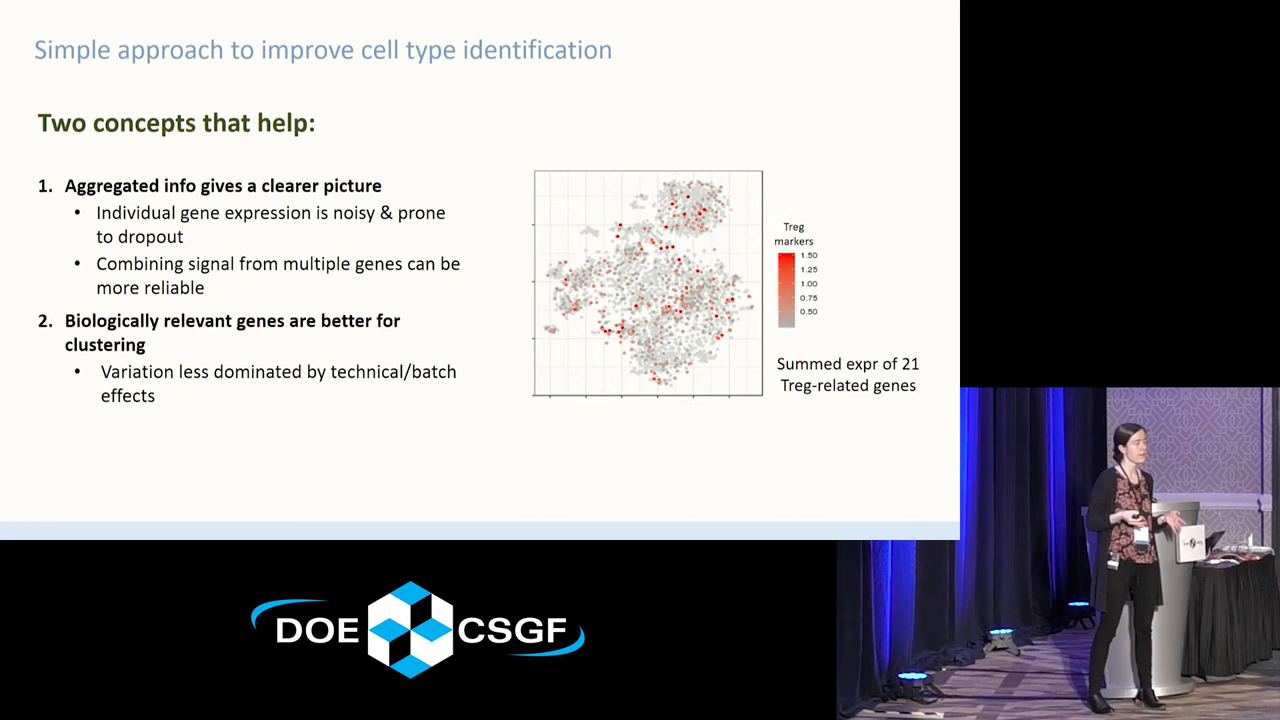 Simple approach to improve cell type identification
Two concepts that help:
1. Aggregated info gives a clearer picture
• Individual gene expression is noisy & prone
to dropout
• Combining signal from multiple genes can be
more reliable
2. Biologically relevant genes are better for
clustering
• Variation less dominated by technical/batch
effects
Treg
markers
1.50
1.25
1.00
0.75
0.50
Summed expr of 21
Treg-related genes
DOE CSGF